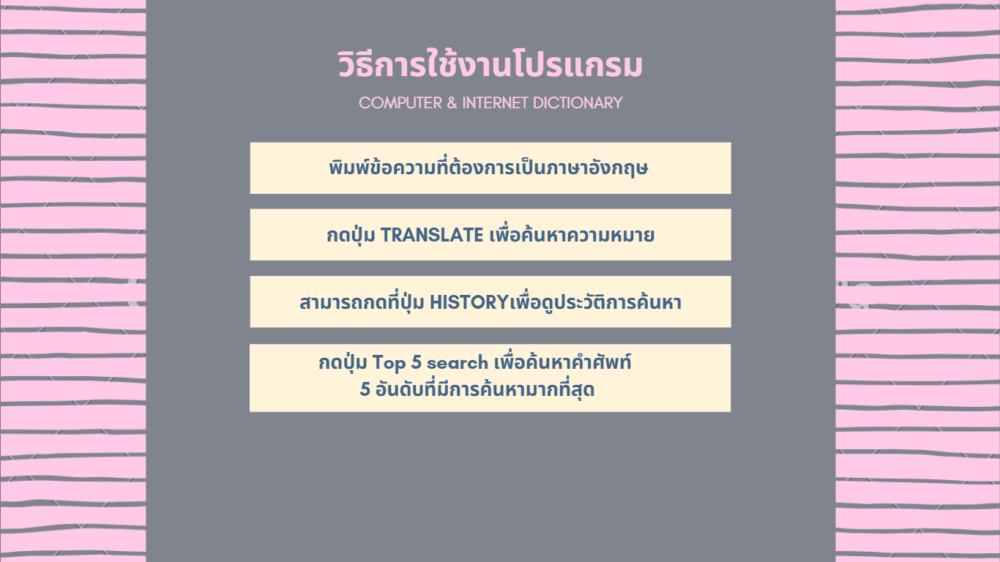 วิธีการใช้งานโปรแกรม
COMPUTER & INTERNET DICTIONARY
พิมพ์ข้อความที่ต้องการเป็นภาษาอังกฤษ
กดปุ่ม TRANSLATE เพื่อค้นหาความหมาย
สามารถกดที่ปุ่ม HISTORYเพื่อดูประวัติการค้นหา
กดปุ่ม Top 5 search เพื่อค้นหาคำศัพท์
5 อันดับที่มีการค้นหามากที่สุด